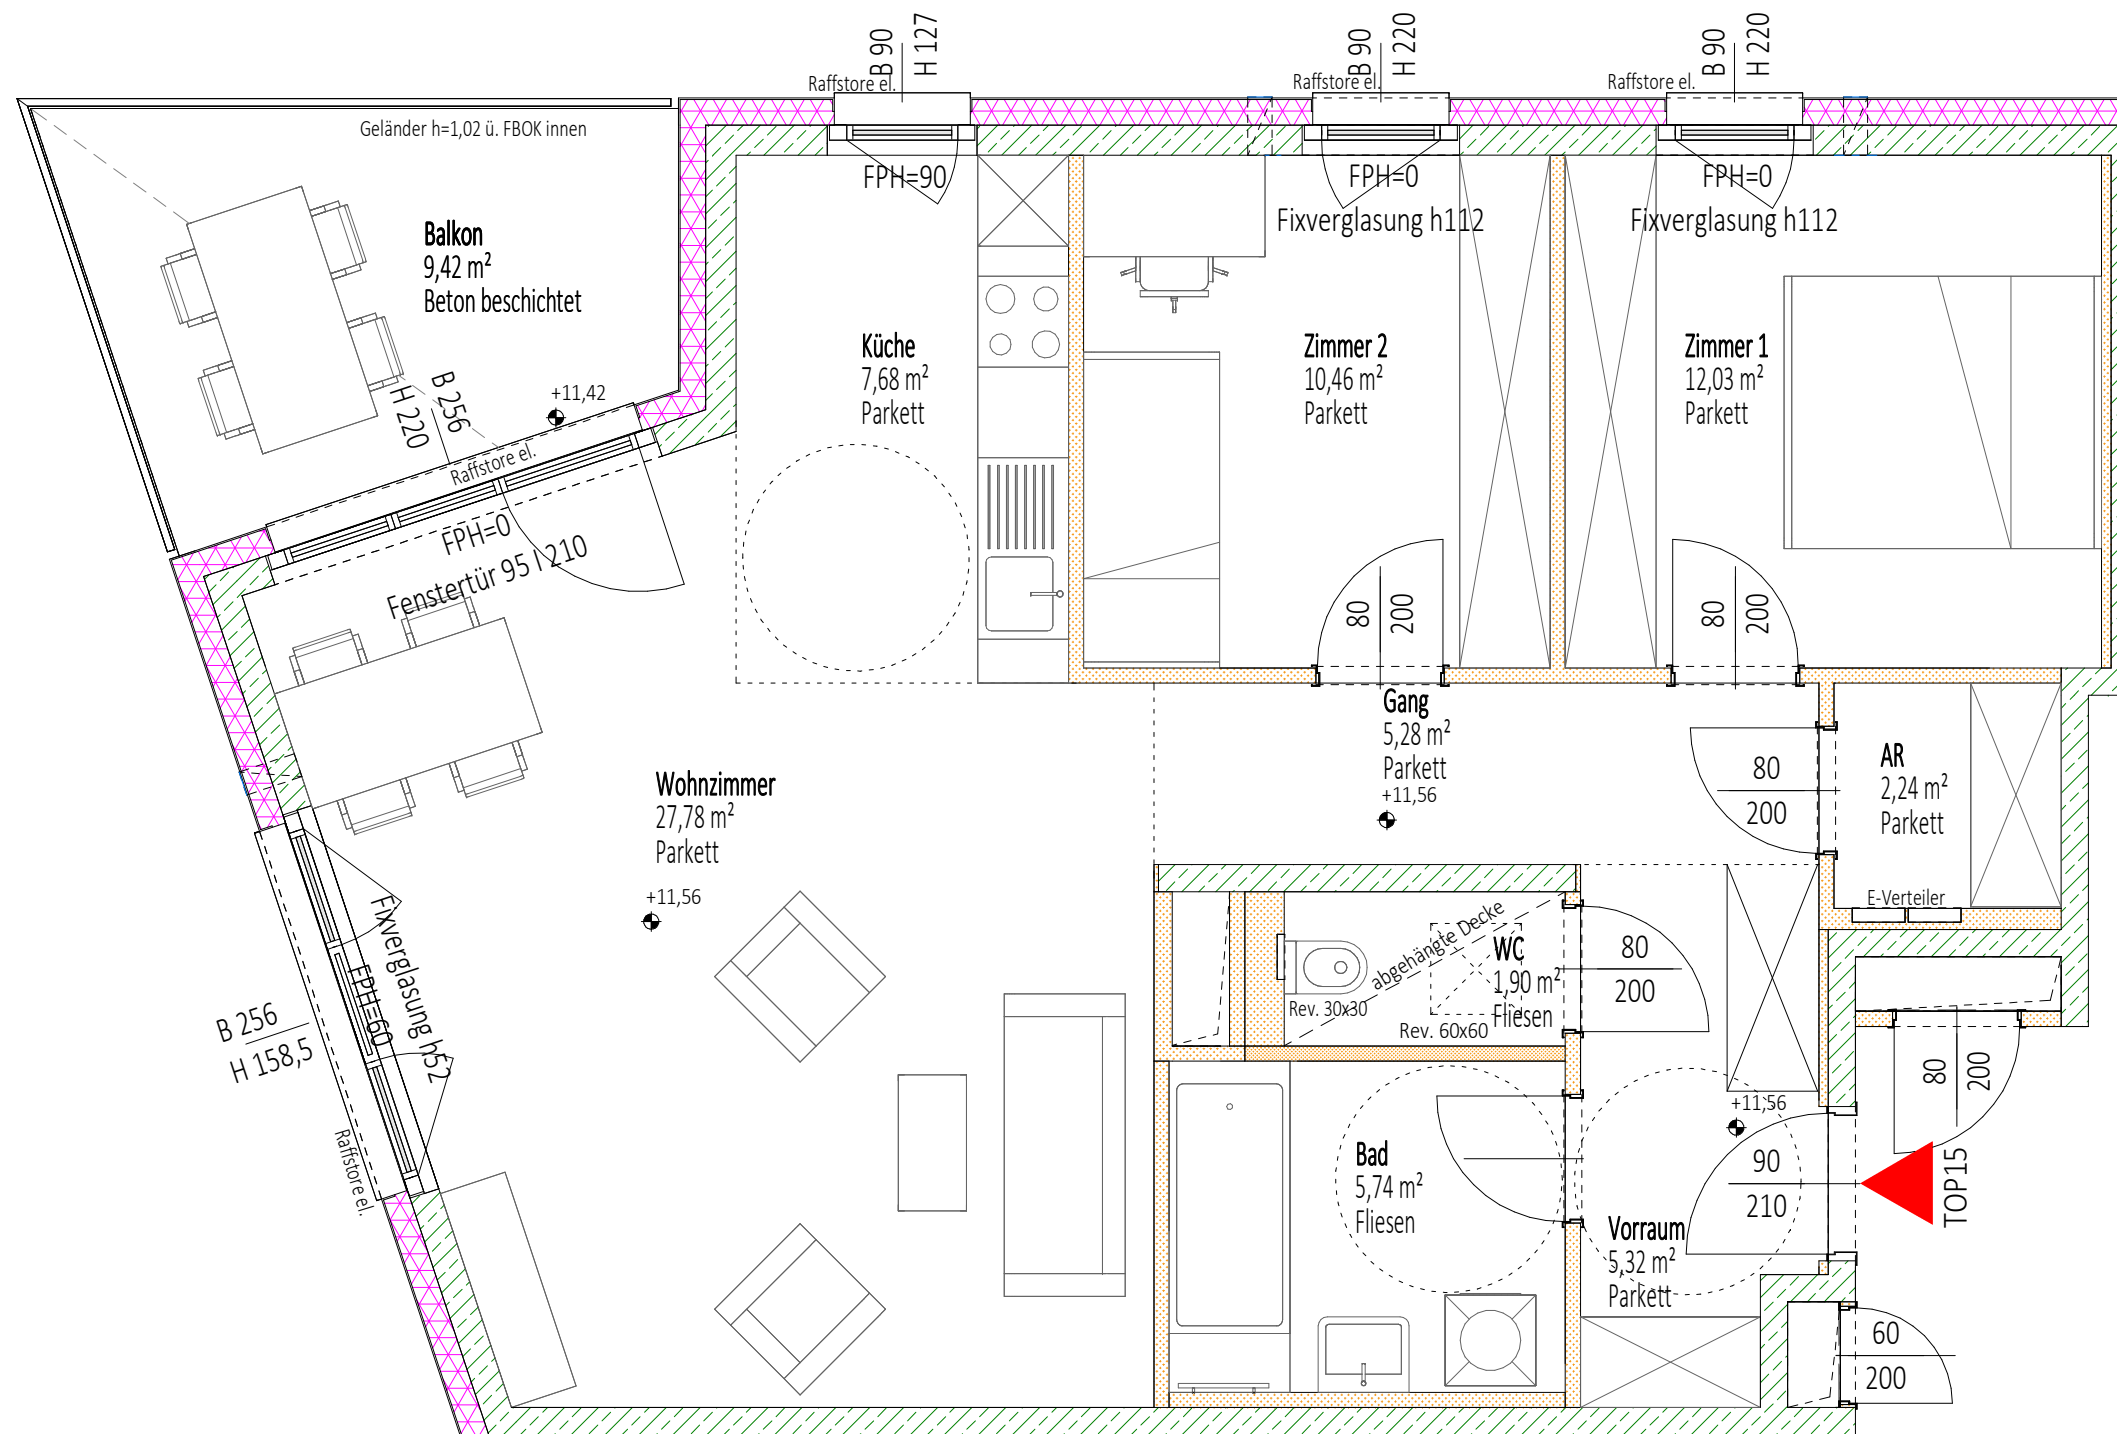 B 90
H 127
B 90
H 220
B 90
H 220
Raffstore el.
Raffstore el.
Raffstore el.
Geländer h=1,02 ü. FBOK innen
FPH=90
FPH=0
FPH=0
Fixverglasung h112
Fixverglasung h112
Balkon
9,42 m²
Beton beschichtet
Küche
7,68 m²
Parkett
Zimmer 2
10,46 m²
Parkett
Zimmer 1
12,03 m²
Parkett
+11,42
B 256
H 220
Raffstore el.
FPH=0
Fenstertür 95 I 210
80
200
80
200
Gang
5,28 m²
Parkett
+11,56
80
200
AR
2,24 m²
Parkett
E-Verteiler
Wohnzimmer
27,78 m²
Parkett
+11,56
Fixverglasung h52
FPH=60
B 256
H 158,5
Raffstore el.
abgehängte Decke
WC
1,90 m²
Fliesen
Rev. 30x30
Rev. 60x60
80
200
80
200
+11,56
90
210
TOP15
Bad
5,74 m²
Fliesen
Vorraum
5,32 m²
Parkett
60
200